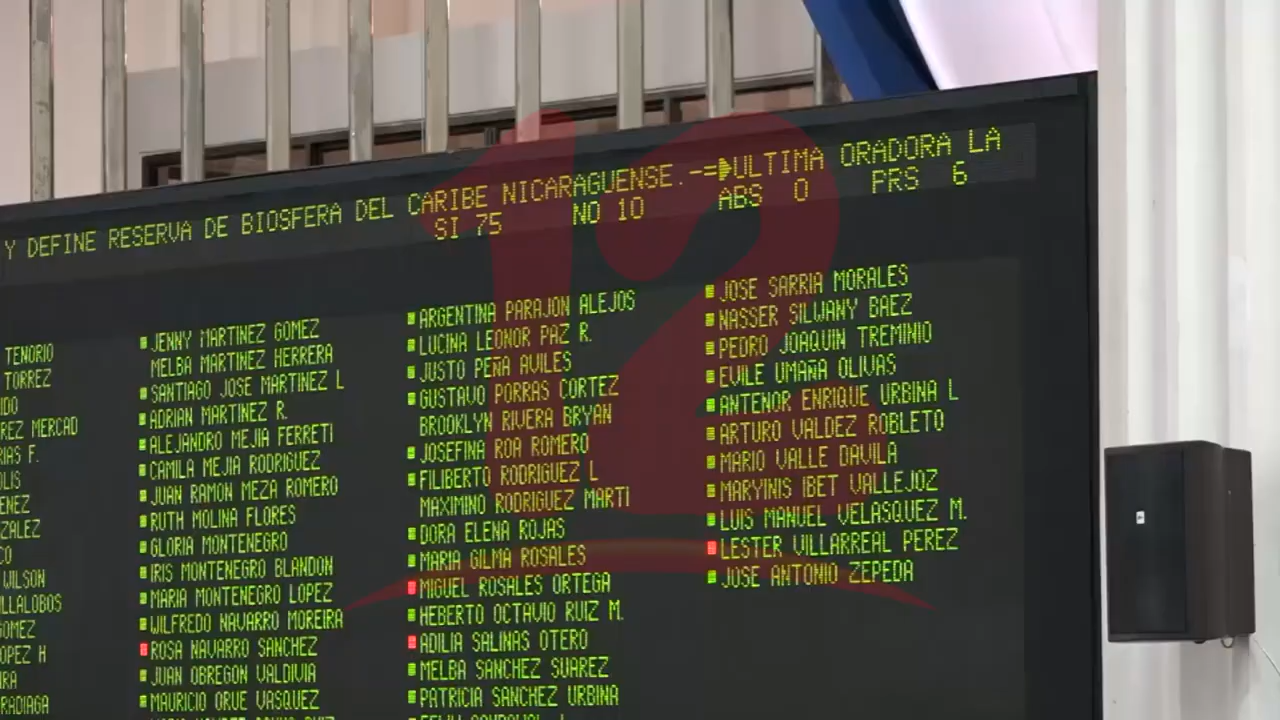 Y DEFINE RESERVA DE BIOSFERA DEL CARIBE NICARAGUENSE.-=ULTIMA ORADORA LA
SI 75 NO 10 ABS 0 PRS 6
TENORIO
TORREZ
REZ MERCAD
WILSON
JENNY MARTINEZ GOMEZ
MELBA MARTINEZ HERRERA
SANTIAGO JOSE MARTINEZ L
ADRIAN MARTINEZ R.
ALEJANDRO MEJIA FERRETI
CAMILA MEJIA RODRIGUEZ
JUAN RAMON MEZA ROMERO
RUTH MOLINA FLORES
GLORIA MONTENEGRO
IRIS MONTENEGRO BLANDON
MARIA MONTENEGRO LOPEZ
WILFREDO NAVARRO MOREIRA
ROSA NAVARRO SANCHEZ
JUAN OBREGON VALDIVIA
MAURICIO ORUE VASQUEZ
ARGENTINA PARAJON ALEJOS
LUCINA LEONOR PAZ R.
JUSTO PEÑA AVILES
GUSTAVO PORRAS CORTEZ
BROOKLYN RIVERA BRYAN
JOSEFINA ROA ROMERO
FILIBERTO RODRIGUEZ L
MAXIMINO RODRIGUEZ MARTI
DORA ELENA ROJAS
MARIA GILMA ROSALES
MIGUEL ROSALES ORTEGA
HEBERTO OCTAVIO RUIZ M.
ADILIA SALINAS OTERO
MELBA SANCHEZ SUAREZ
PATRICIA SANCHEZ URBINA
JOSE SARRIA MORALES
NASSER SILWANY BAEZ
PEDRO JOAQUIN TREMINIO
EVILE UMAÑA OLIVAS
ANTENOR ENRIQUE URBINA L
ARTURO VALDEZ ROBLETO
MARIO VALLE DAVILA
MARYINIS IBET VALLEJOZ
LUIS MANUEL VELASQUEZ M.
LESTER VILLARREAL PEREZ
JOSE ANTONIO ZEPEDA
12